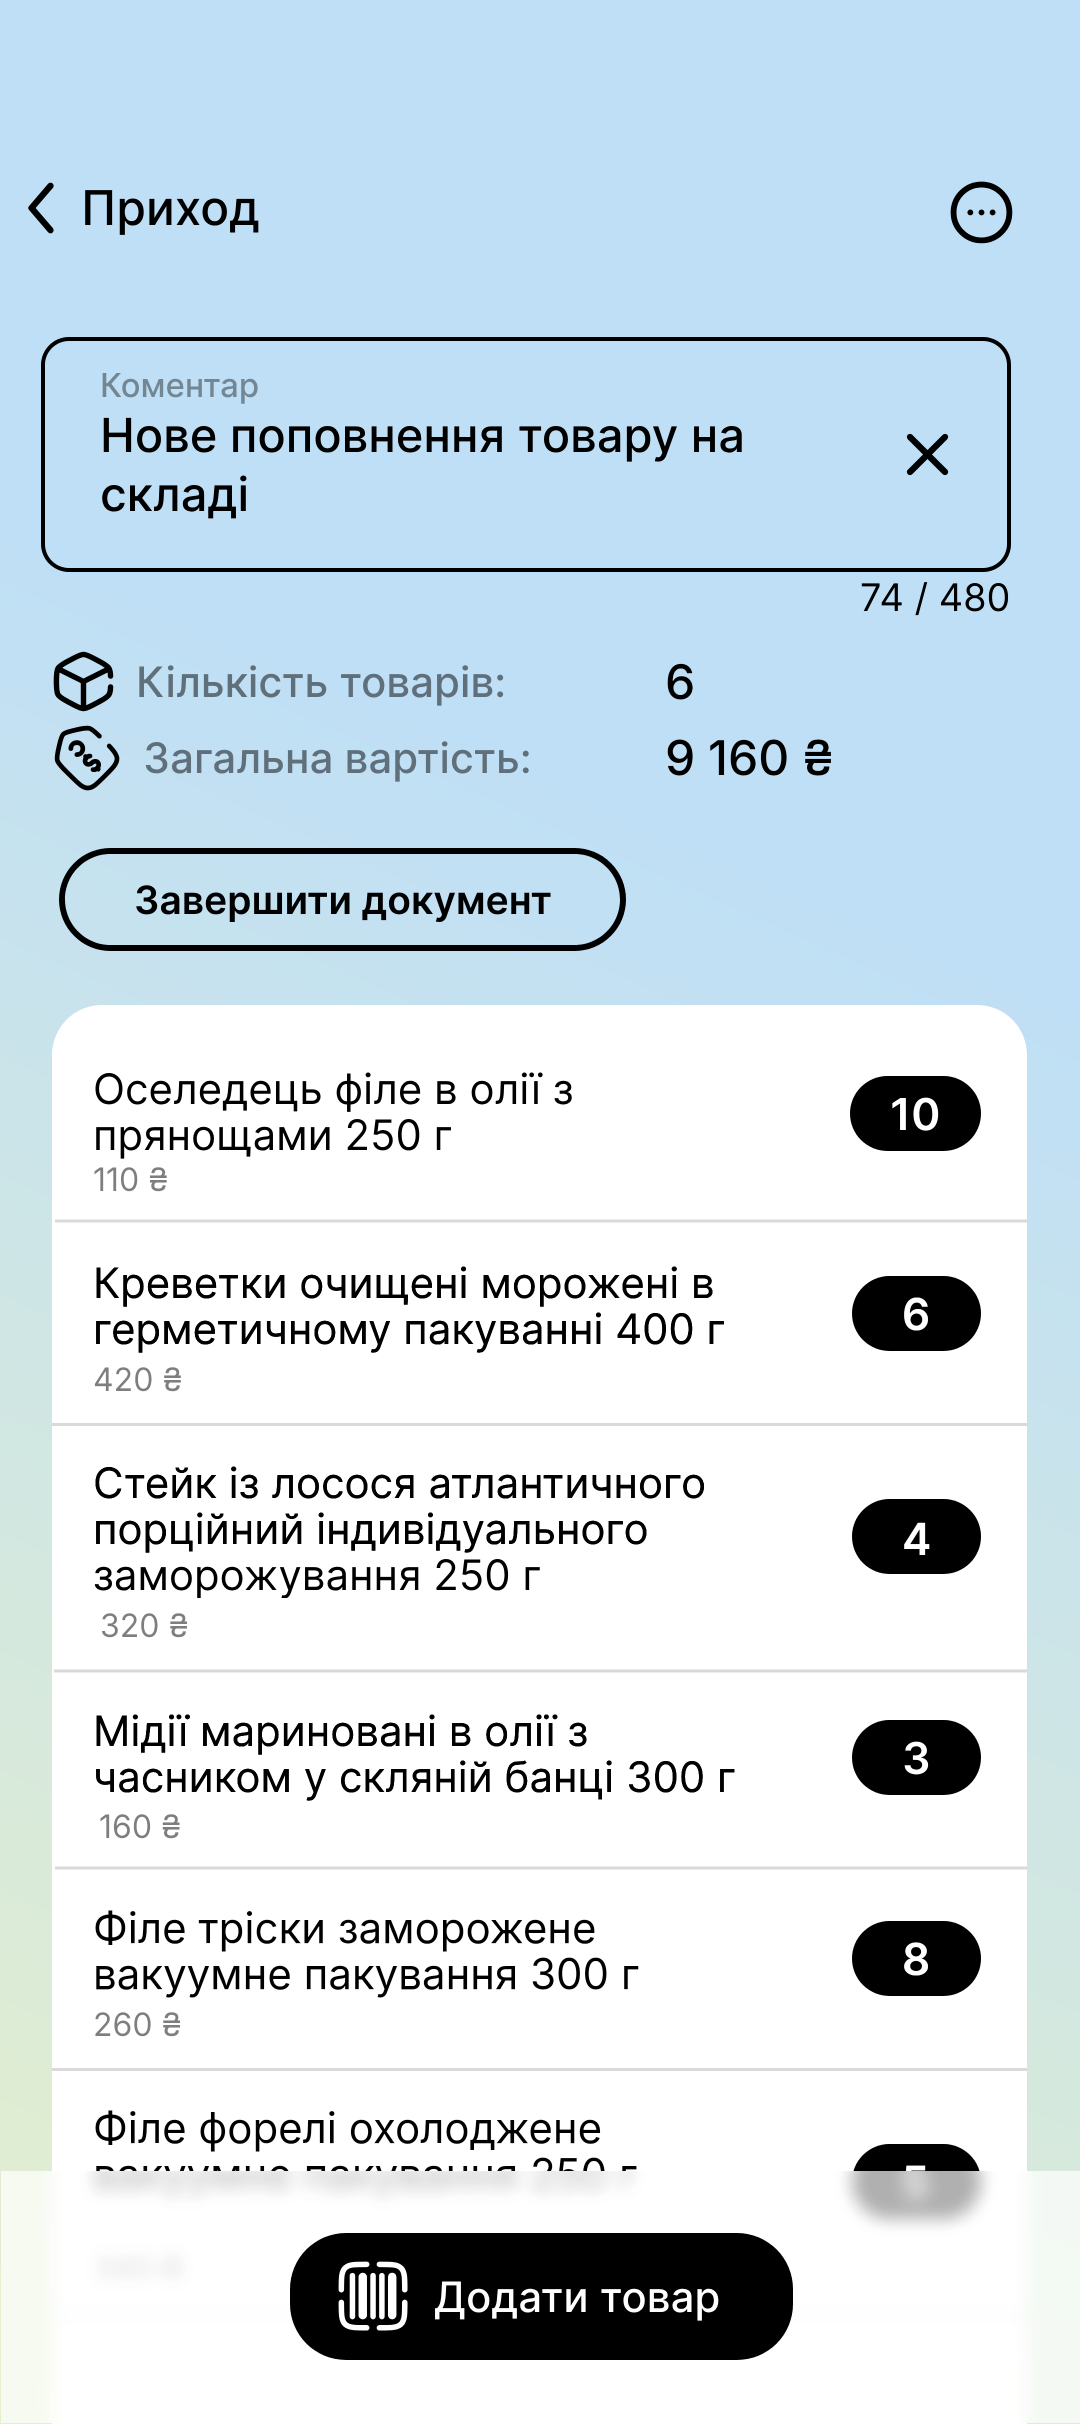 Приход
Коментар
Нове поповнення товару на
складі
74 / 480
Кількість товарів:
6
Загальна вартість:
9 160 ₴
Завершити документ
Оселедець філе в олії з
прянощами 250 г
110 ₴
10
Креветки очищені морожені в
герметичному пакуванні 400 г
420 ₴
6
Стейк із лосося атлантичного
порційний індивідуального
заморожування 250 г
320 ₴
4
Мідії мариновані в олії з
часником у скляній банці 300 г
160 ₴
3
Філе тріски заморожене
вакуумне пакування 300 г
260 ₴
8
Філе форелі охолоджене
вакуумне пакування 250 г
Додати товар